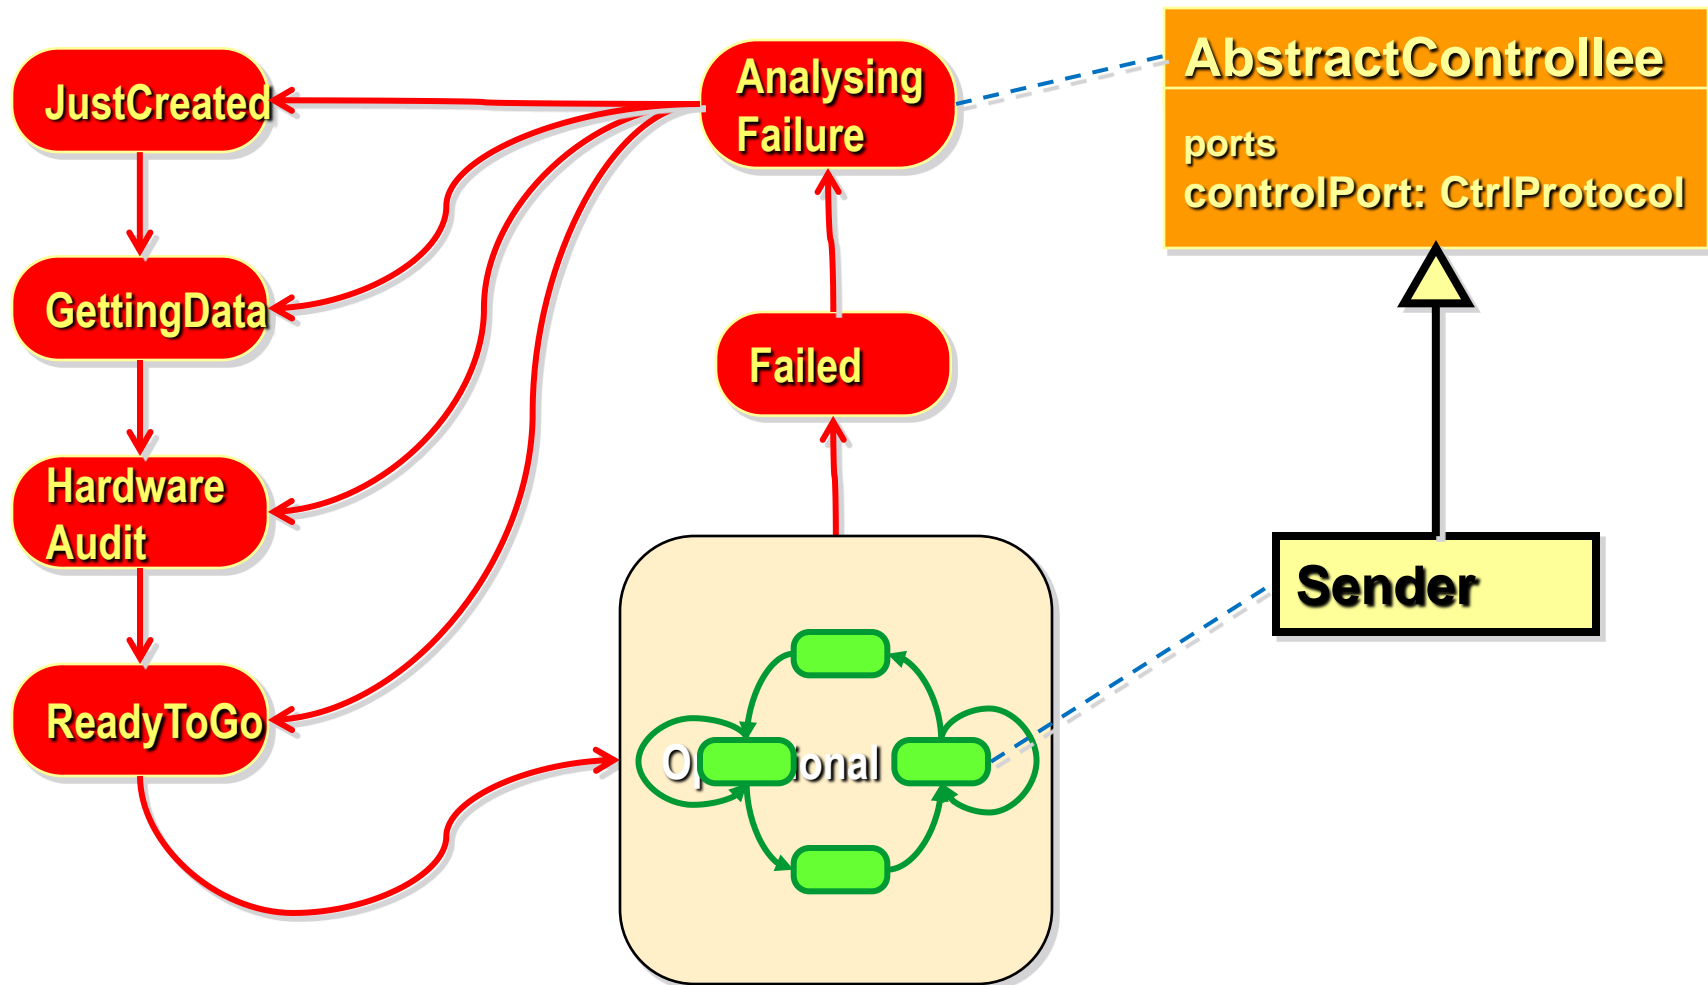 JustCreated
Analysing
Failure
AbstractControllee
ports
controlPort: CtrlProtocol
GettingData
Failed
Hardware
Audit
Sender
ReadyToGo